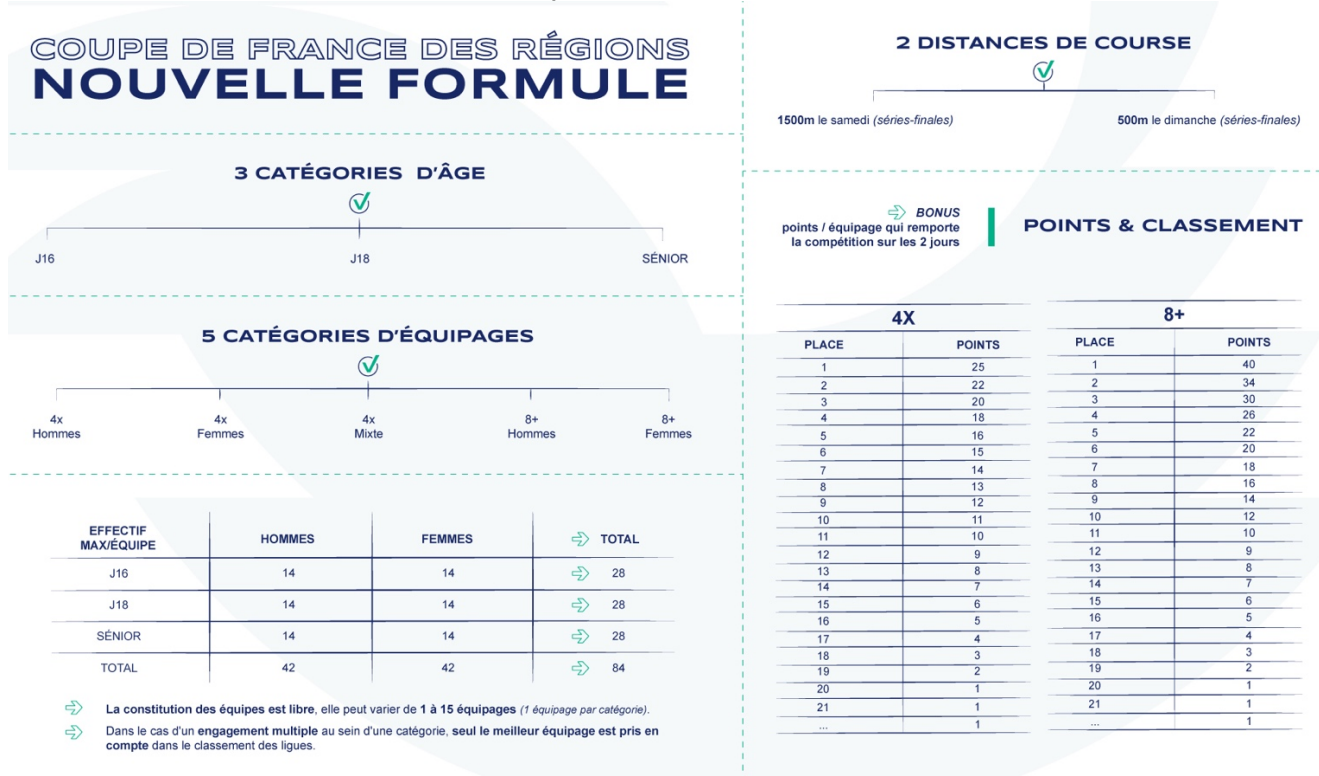 COUPE DE FRANCE DES RÉGIONS
NOUVELLE FORMULE
3 CATÉGORIES D'ÂGE
J16 J18 SÉNIOR
5 CATÉGORIES D'ÉQUIPAGES
4x 4x 4x 8+ 8+
Hommes Femmes Mixte Hommes Femmes
EFFECTIF
MAX/ÉQUIPE HOMMES FEMMES TOTAL
J16 14 14 28
J18 14 14 28
SÉNIOR 14 14 28
TOTAL 42 42 84
La constitution des équipes est libre, elle peut varier de 1 à 15 équipages (1 équipage par catégorie).
Dans le cas d'un engagement multiple au sein d'une catégorie, seul le meilleur équipage est pris en
compte dans le classement des ligues.
2 DISTANCES DE COURSE
1500m le samedi (séries-finales) 500m le dimanche (séries-finales)
BONUS
points / équipage qui remporte
la compétition sur les 2 jours
POINTS & CLASSEMENT
4X
PLACE POINTS
1 25
2 22
3 20
4 18
5 16
6 15
7 14
8 13
9 12
10 11
11 10
12 9
13 8
14 7
15 6
16 5
17 4
18 3
19 2
20 1
21 1
... 1
8+
PLACE POINTS
1 40
2 34
3 30
4 26
5 22
6 20
7 18
8 16
9 14
10 12
11 10
12 9
13 8
14 7
15 6
16 5
17 4
18 3
19 2
20 1
21 1
... 1